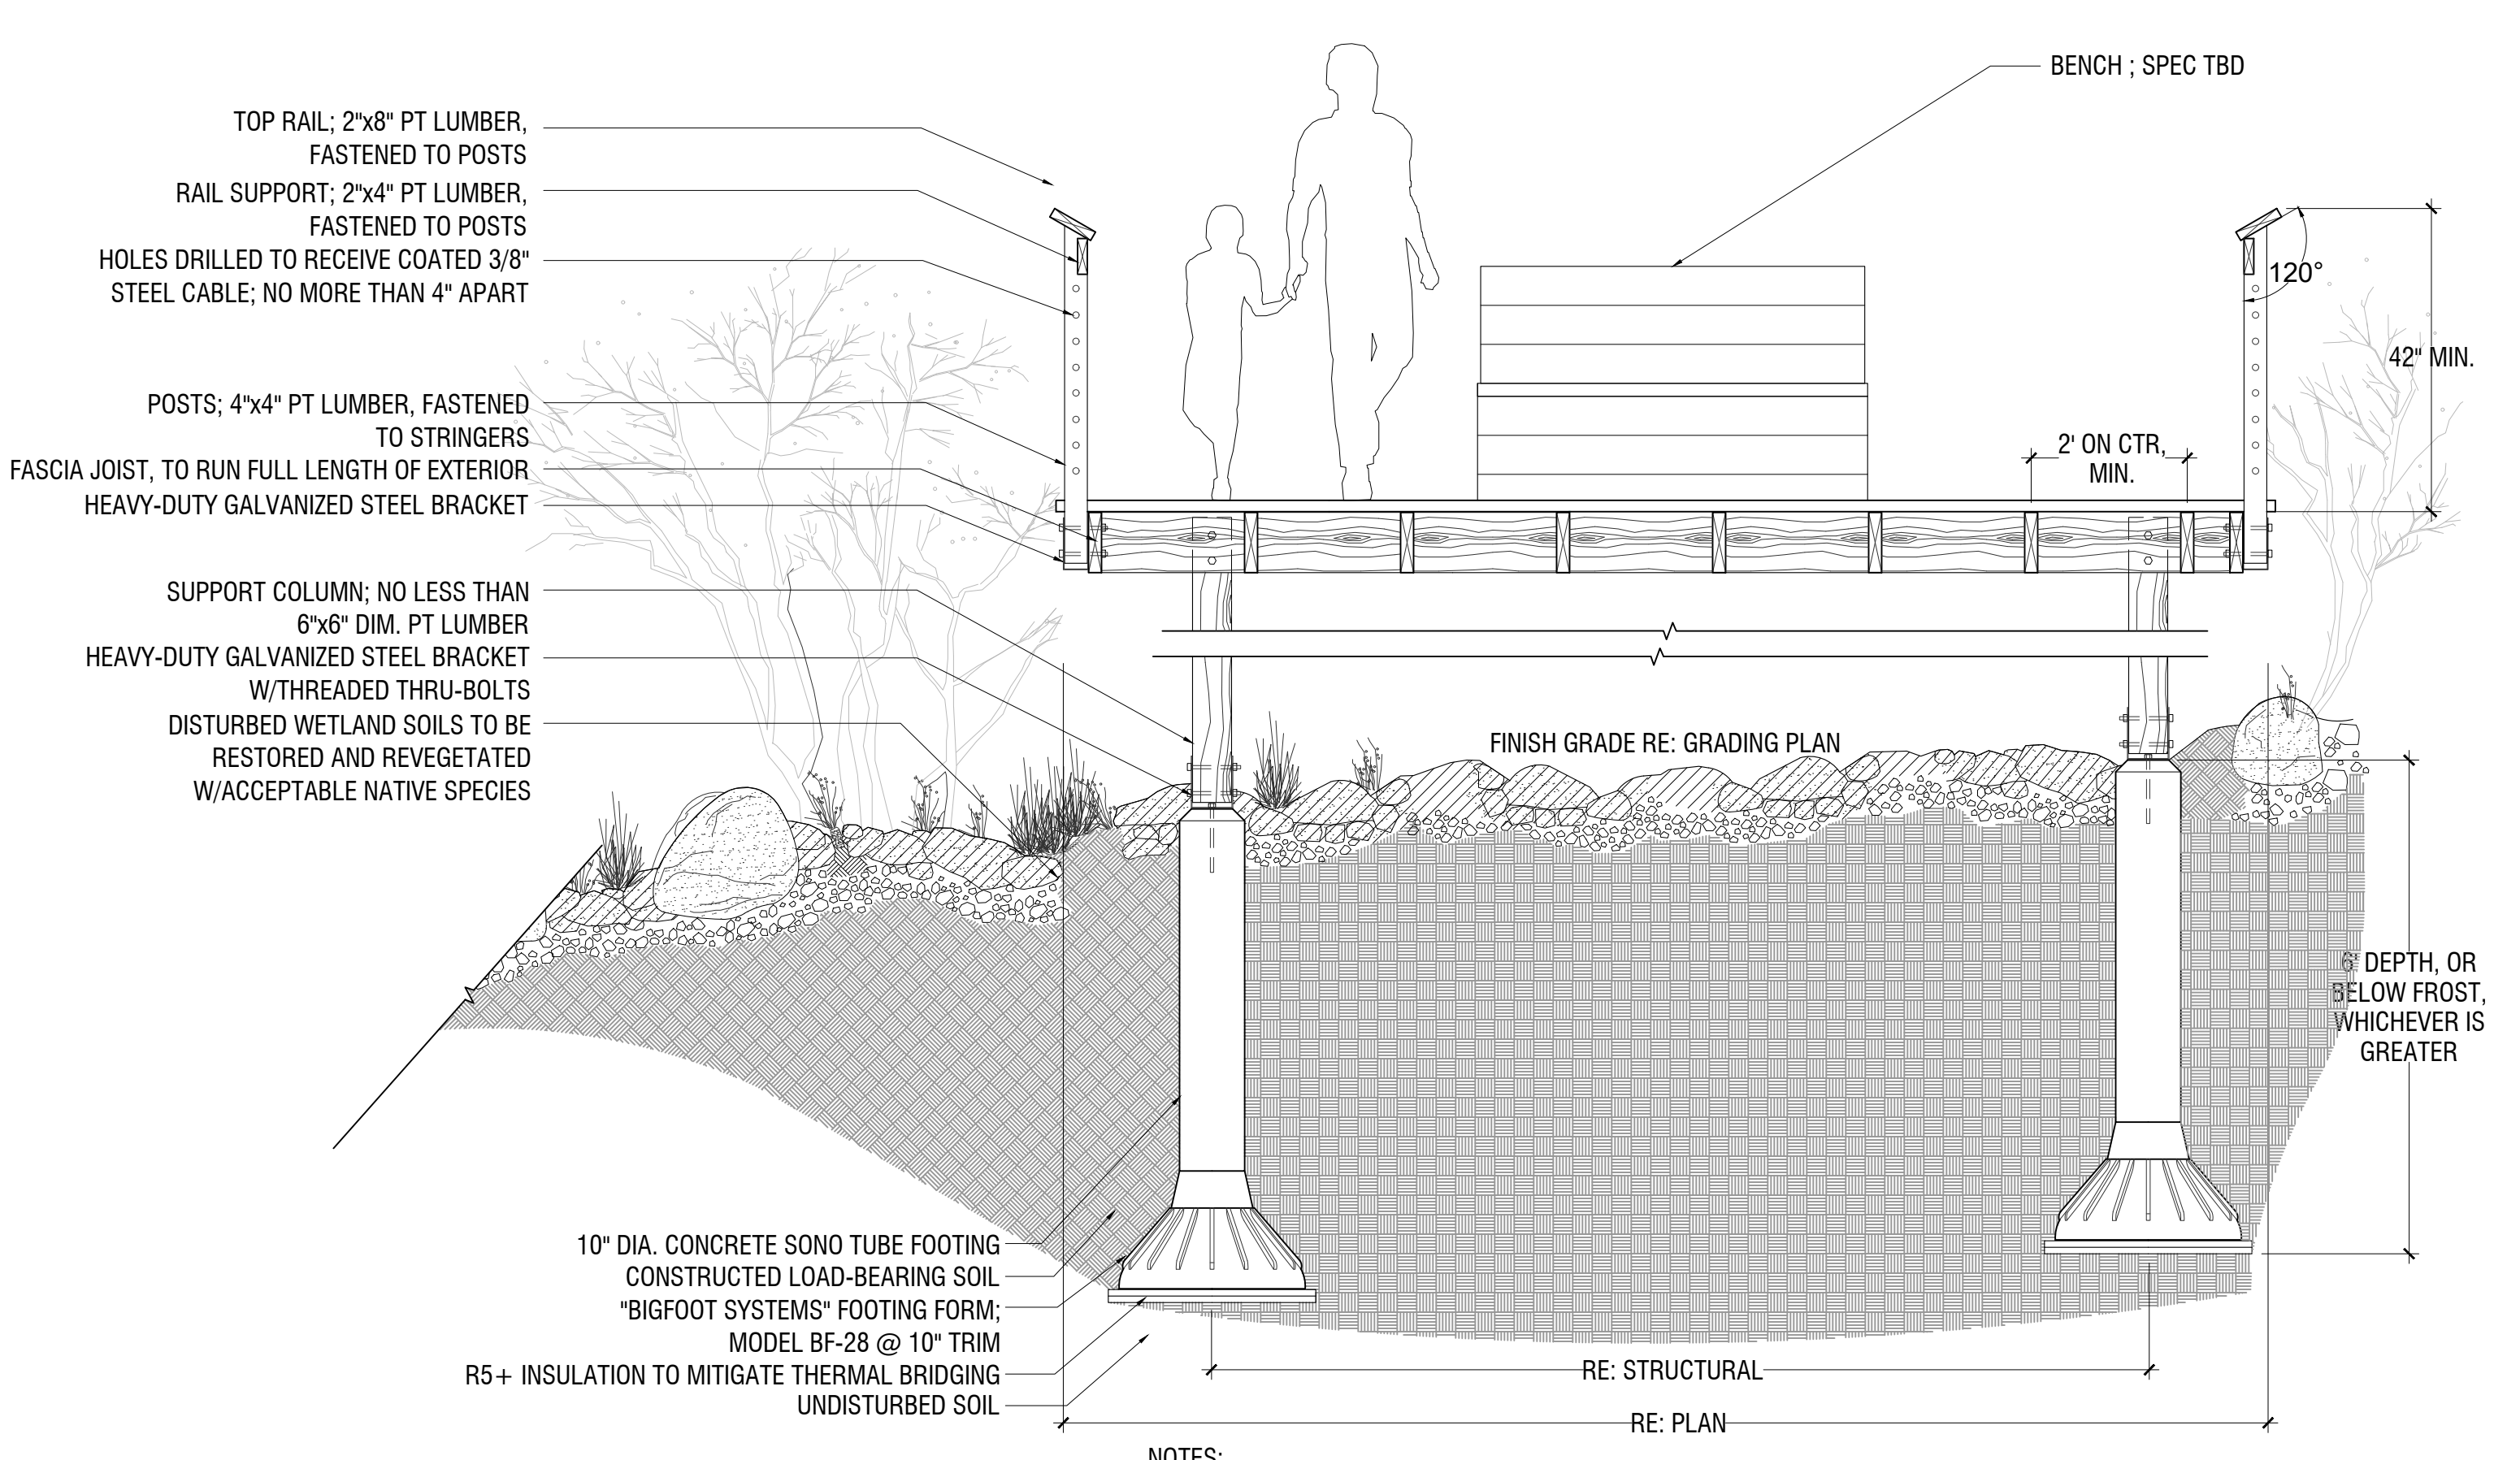 BENCH ; SPEC TBD
TOP RAIL; 2"x8" PT LUMBER,
FASTENED TO POSTS
RAIL SUPPORT; 2"x4" PT LUMBER,
FASTENED TO POSTS
HOLES DRILLED TO RECEIVE COATED 3/8"
STEEL CABLE; NO MORE THAN 4" APART
POSTS; 4"x4" PT LUMBER, FASTENED
TO STRINGERS
FASCIA JOIST, TO RUN FULL LENGTH OF EXTERIOR
HEAVY-DUTY GALVANIZED STEEL BRACKET
SUPPORT COLUMN; NO LESS THAN
6"x6" DIM. PT LUMBER
HEAVY-DUTY GALVANIZED STEEL BRACKET
W/THREADED THRU-BOLTS
DISTURBED WETLAND SOILS TO BE
RESTORED AND REVEGETATED
W/ACCEPTABLE NATIVE SPECIES
120°
42" MIN.
2' ON CTR,
MIN.
FINISH GRADE RE: GRADING PLAN
6' DEPTH, OR
BELOW FROST,
WHICHEVER IS
GREATER
10" DIA. CONCRETE SONO TUBE FOOTING
CONSTRUCTED LOAD-BEARING SOIL
"BIGFOOT SYSTEMS" FOOTING FORM;
MODEL BF-28 @ 10" TRIM
R5+ INSULATION TO MITIGATE THERMAL BRIDGING
UNDISTURBED SOIL
RE: STRUCTURAL
RE: PLAN
NOTES: